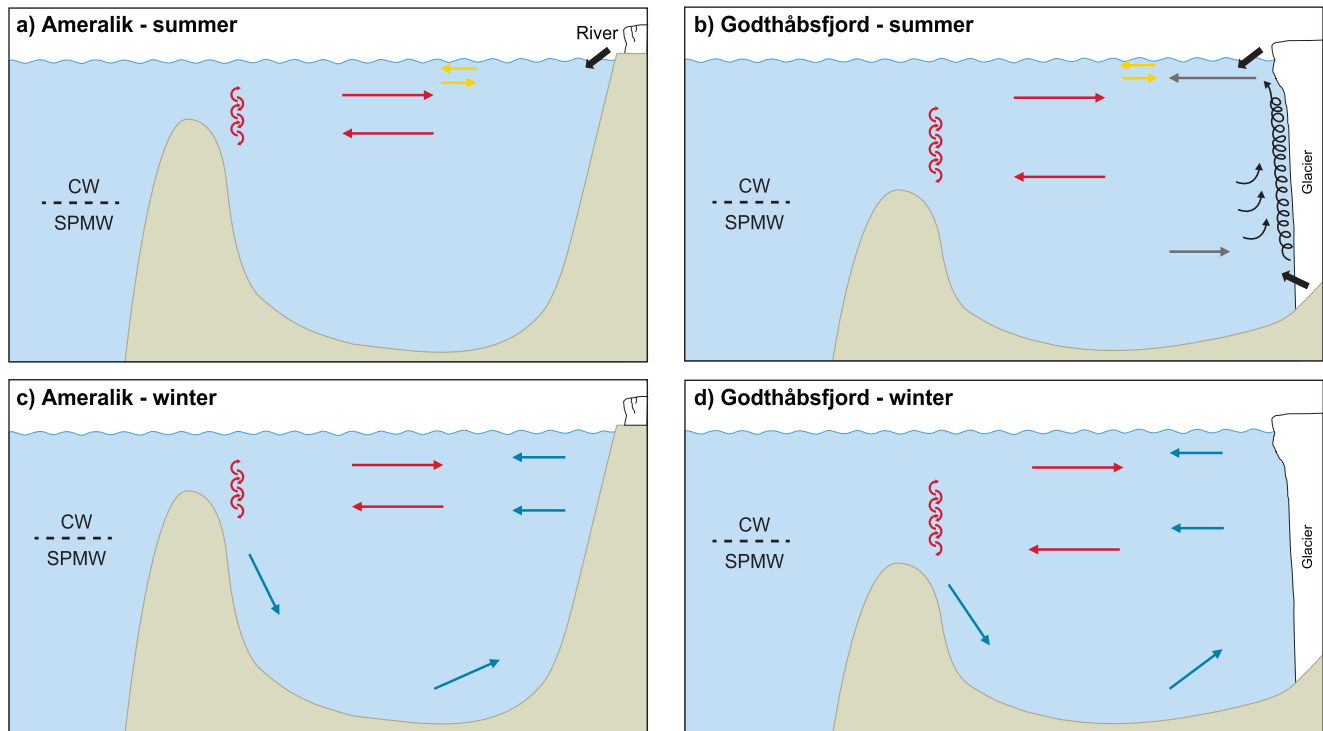 a) Ameralik - summer
River
CW
SPMW
b) Godthåbsfjord - summer
CW
SPMW
Glacier
c) Ameralik - winter
CW
SPMW
d) Godthåbsfjord - winter
CW
SPMW
Glacier